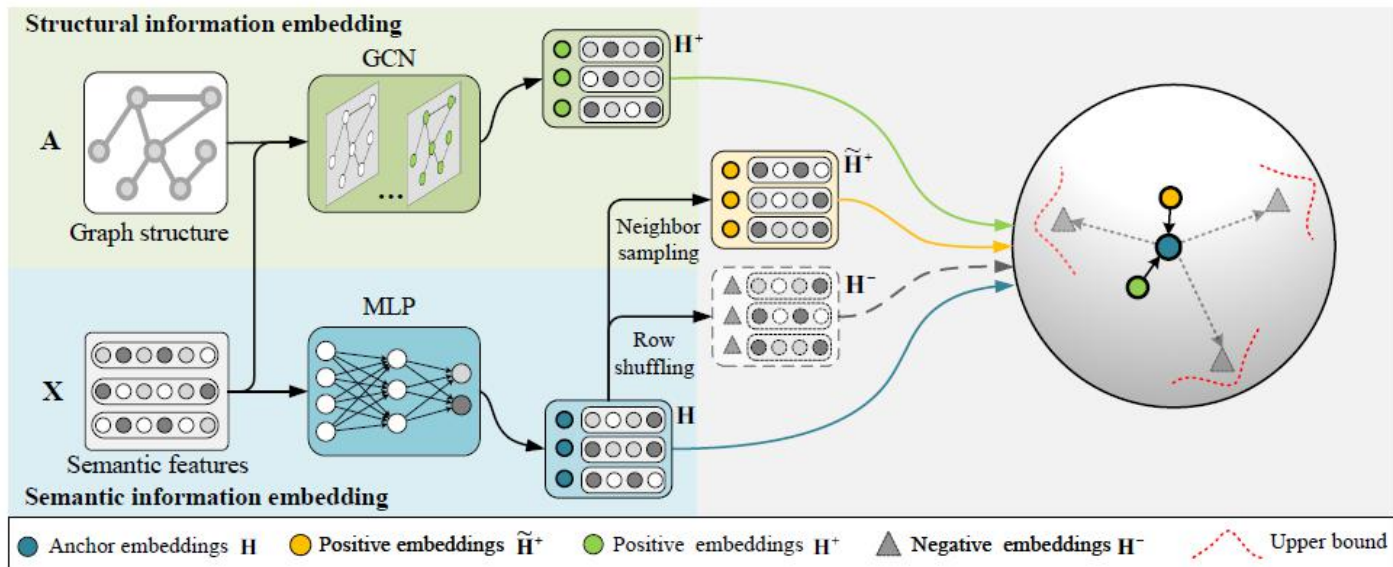 Structural information embedding
GCN
H⁺
A
...
H̃⁺
Graph structure
Neighbor
sampling
H⁻
MLP
Row
shuffling
X
H
Semantic features
Semantic information embedding
Anchor embeddings H
Positive embeddings H̃⁺
Positive embeddings H⁺
Negative embeddings H⁻
Upper bound